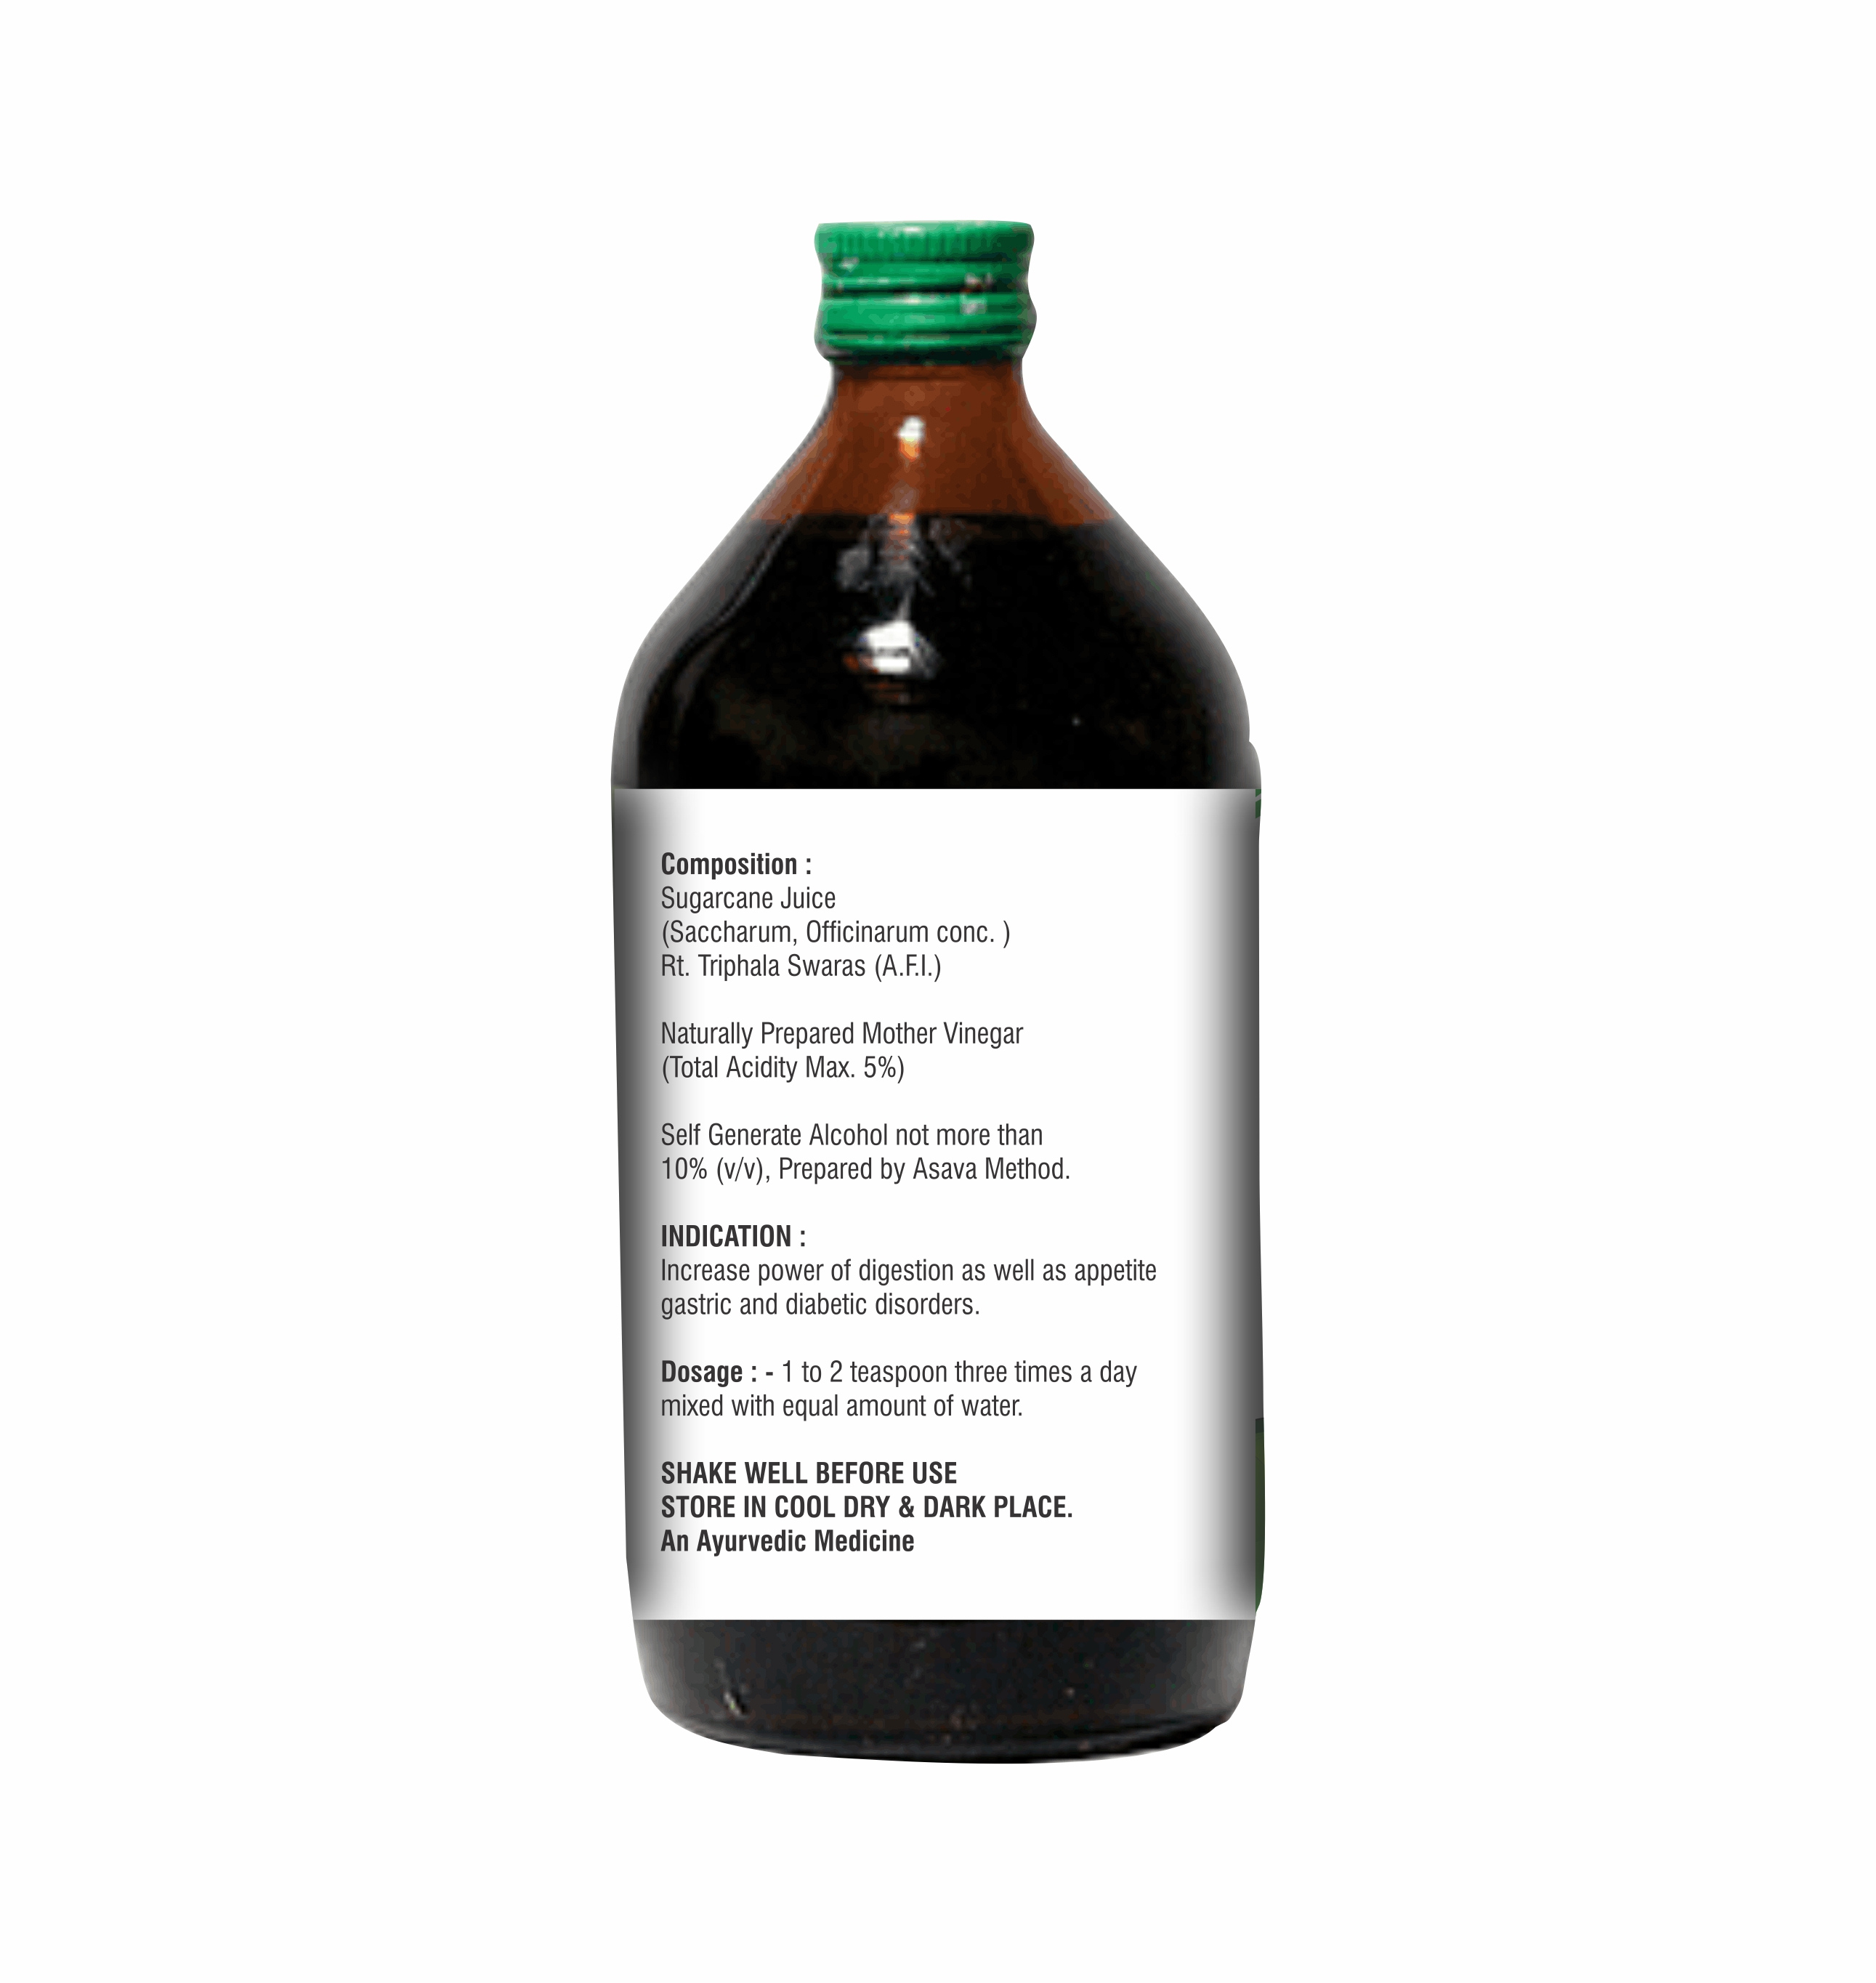 Composition :
Sugarcane Juice
(Saccharum, Officinarum conc. )
Rt. Triphala Swaras (A.F.I.)
Naturally Prepared Mother Vinegar
(Total Acidity Max. 5%)
Self Generate Alcohol not more than
10% (v/v), Prepared by Asava Method.
INDICATION :
Increase power of digestion as well as appetite
gastric and diabetic disorders.
Dosage : - 1 to 2 teaspoon three times a day
mixed with equal amount of water.
SHAKE WELL BEFORE USE
STORE IN COOL DRY & DARK PLACE.
An Ayurvedic Medicine